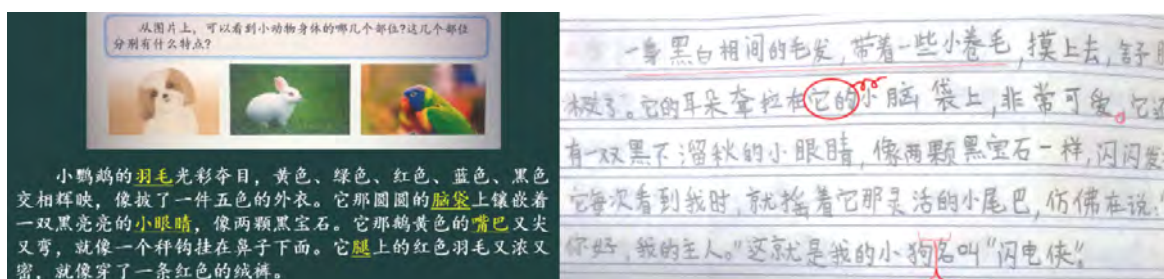 从图片上，可以看到小动物身体的哪几个部位?这几个部位
分别有什么特点?
小鹦鹉的羽毛光彩夺目，黄色、绿色、红色、蓝色、黑色
交相辉映，像披了一件五色的外衣。它那圆圆的脑袋上镶嵌着
一双黑亮亮的小眼睛，像两颗黑宝石。它那鹅黄色的嘴巴又尖
又弯，就像一个秤钩挂在鼻子下面。它腿上的红色羽毛又浓又
密，就像穿了一条红色的绒裤。
一身黑白相间的毛发，带着一些小卷毛，摸上去，舒
极了。它的耳朵耷拉在它的小脑袋上，非常可爱。它还
有一双黑不溜秋的小眼睛，像两颗黑宝石一样，闪闪发
它每次看到我时，就摇着它那灵活的小尾巴，仿佛在说：
你好，我的主人。"这就是我的小狗名叫"闪电侠"。